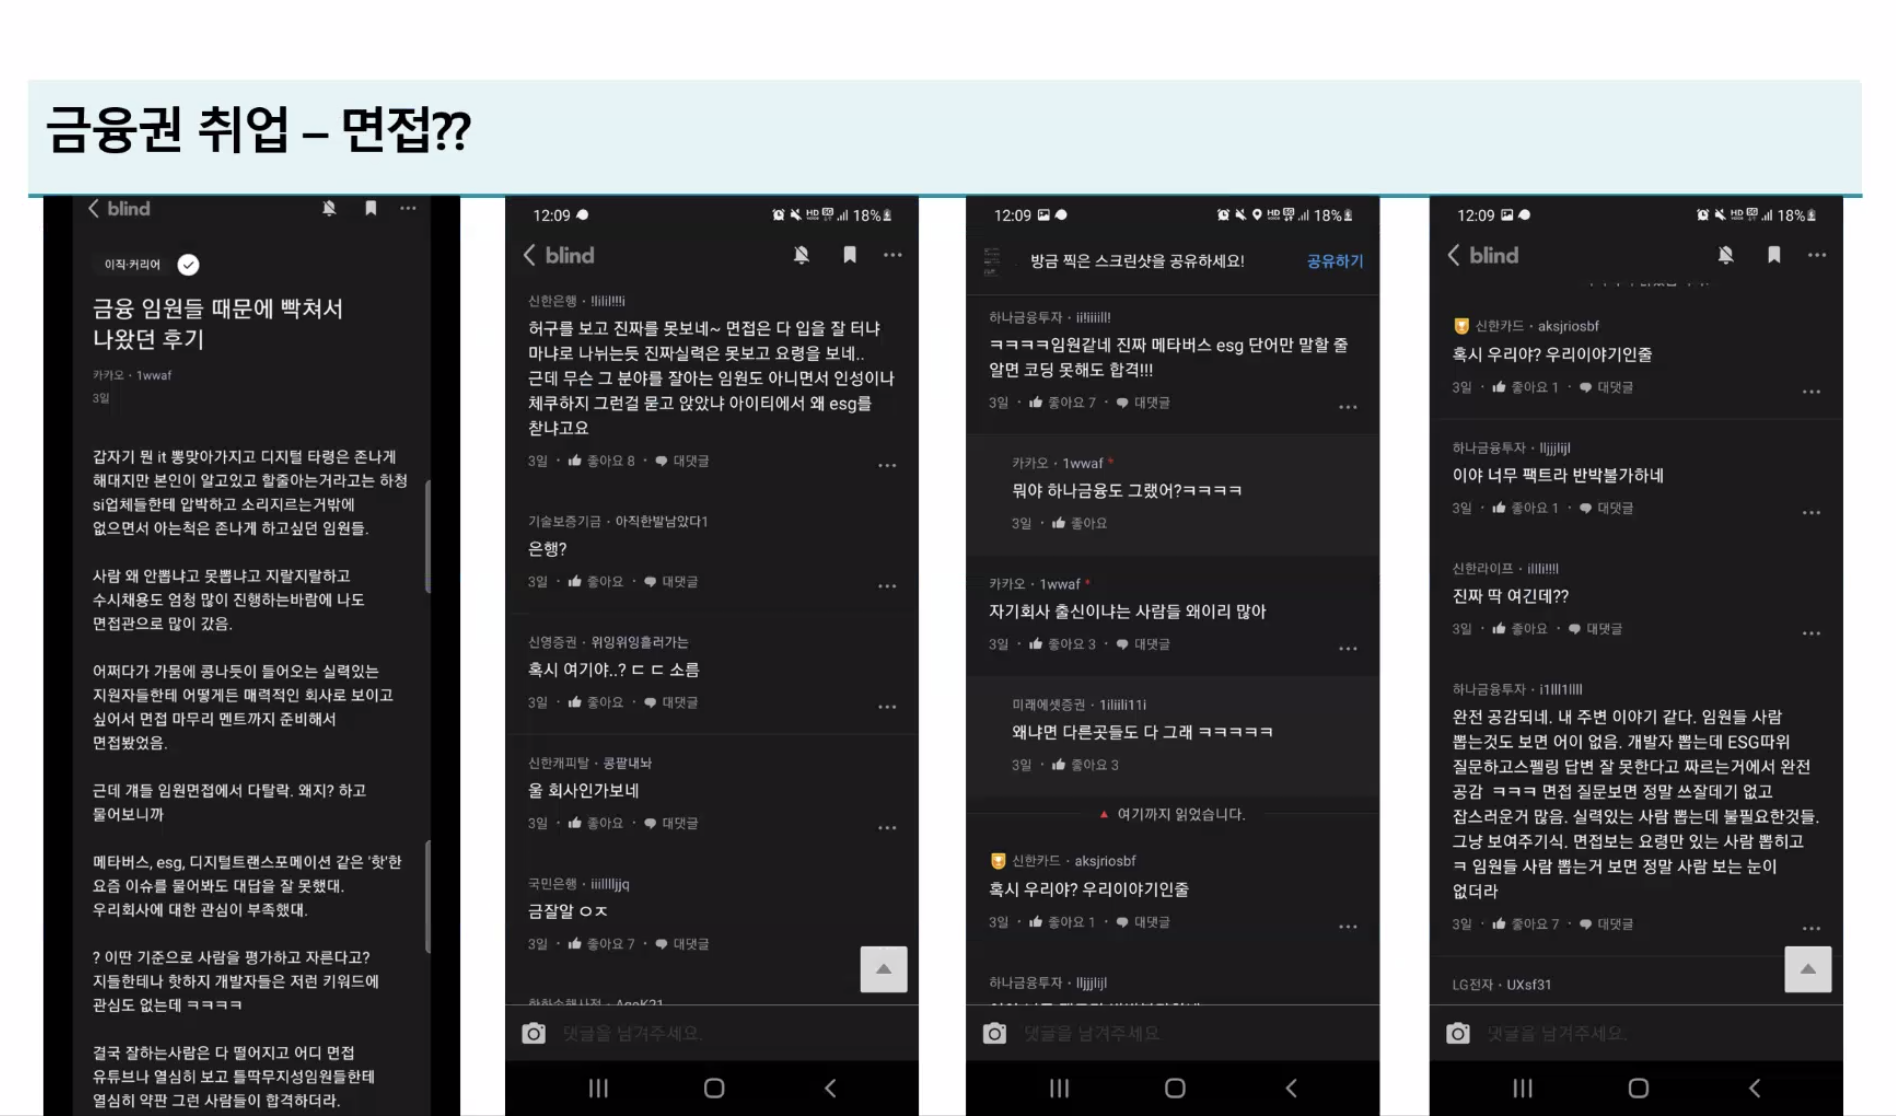 금융권 취업 – 면접??
blind
이직·커리어
금융 임원들 때문에 빡쳐서
나왔던 후기
카카오 · 1wwaf
3일
갑자기 뭔 it 뽕맞아가지고 디지털 타령은 존나게
해대지만 본인이 알고있고 할줄아는거라고는 하청
si업체들한테 압박하고 소리지르는거밖에
없으면서 아는척은 존나게 하고싶던 임원들.
사람 왜 안뽑냐고 못뽑냐고 지랄지랄하고
수시채용도 엄청 많이 진행하는바람에 나도
면접관으로 많이 갔음.
어쩌다가 가뭄에 콩나듯이 들어오는 실력있는
지원자들한테 어떻게든 매력적인 회사로 보이고
싶어서 면접 마무리 멘트까지 준비해서
면접봤었음.
근데 걔들 임원면접에서 다탈락. 왜지? 하고
물어보니까
메타버스, esg, 디지털트랜스포메이션 같은 '핫'한
요즘 이슈를 물어봐도 대답을 잘 못했대.
우리회사에 대한 관심이 부족했대.
? 이딴 기준으로 사람을 평가하고 자른다고?
지들한테나 핫하지 개발자들은 저런 키워드에
관심도 없는데 ㅋㅋㅋㅋ
결국 잘하는사람은 다 떨어지고 어디 면접
유튜브나 열심히 보고 틀딱무지성임원들한테
열심히 약판 그런 사람들이 합격하더라.
12:09
18%
blind
신한은행 · !lilil!!!i
허구를 보고 진짜를 못보네~ 면접은 다 입을 잘 터냐
마냐로 나뉘는듯 진짜실력은 못보고 요령을 보네..
근데 무슨 그 분야를 잘아는 임원도 아니면서 인성이나
체쿠하지 그런걸 묻고 앉았냐 아이티에서 왜 esg를
찯냐고요
3일 · 좋아요 8 · 대댓글
기술보증기금 · 아직한발남았다1
은행?
3일 · 좋아요 · 대댓글
신영증권 · 위잉위잉흘러가는
혹시 여기야..? ㄷ ㄷ 소름
3일 · 좋아요 · 대댓글
신한캐피탈 · 콩팥내놔
울 회사인가보네
3일 · 좋아요 · 대댓글
국민은행 · iiilllljjq
금잘알 ㅇㅈ
3일 · 좋아요 7 · 대댓글
댓글을 남겨주세요.
12:09
18%
방금 찍은 스크린샷을 공유하세요!
공유하기
하나금융투자 · ii!iiiill!
ㅋㅋㅋㅋ임원같네 진짜 메타버스 esg 단어만 말할 줄
알면 코딩 못해도 합격!!!
3일 · 좋아요 7 · 대댓글
카카오 · 1wwaf *
뭐야 하나금융도 그랬어?ㅋㅋㅋㅋ
3일 · 좋아요
카카오 · 1wwaf *
자기회사 출신이냐는 사람들 왜이리 많아
3일 · 좋아요 3 · 대댓글
미래에셋증권 · 1iliili11i
왜냐면 다른곳들도 다 그래 ㅋㅋㅋㅋㅋ
3일 · 좋아요 3
여기까지 읽었습니다.
신한카드 · aksjriosbf
혹시 우리야? 우리이야기인줄
3일 · 좋아요 1 · 대댓글
하나금융투자 · lljjjlijl
댓글을 남겨주세요.
12:09
18%
blind
신한카드 · aksjriosbf
혹시 우리야? 우리이야기인줄
3일 · 좋아요 1 · 대댓글
하나금융투자 · lljjjlijl
이야 너무 팩트라 반박불가하네
3일 · 좋아요 1 · 대댓글
신한라이프 · illli!!!l
진짜 딱 여긴데??
3일 · 좋아요 · 대댓글
하나금융투자 · i1lll1llll
완전 공감되네. 내 주변 이야기 같다. 임원들 사람
뽑는것도 보면 어이 없음. 개발자 뽑는데 ESG따위
질문하고스펠링 답변 잘 못한다고 짜르는거에서 완전
공감 ㅋㅋㅋ 면접 질문보면 정말 쓰잘데기 없고
잡스러운거 많음. 실력있는 사람 뽑는데 불필요한것들.
그냥 보여주기식. 면접보는 요령만 있는 사람 뽑히고
ㅋ 임원들 사람 뽑는거 보면 정말 사람 보는 눈이
없더라
3일 · 좋아요 7 · 대댓글
LG전자 · UXsf31
댓글을 남겨주세요.